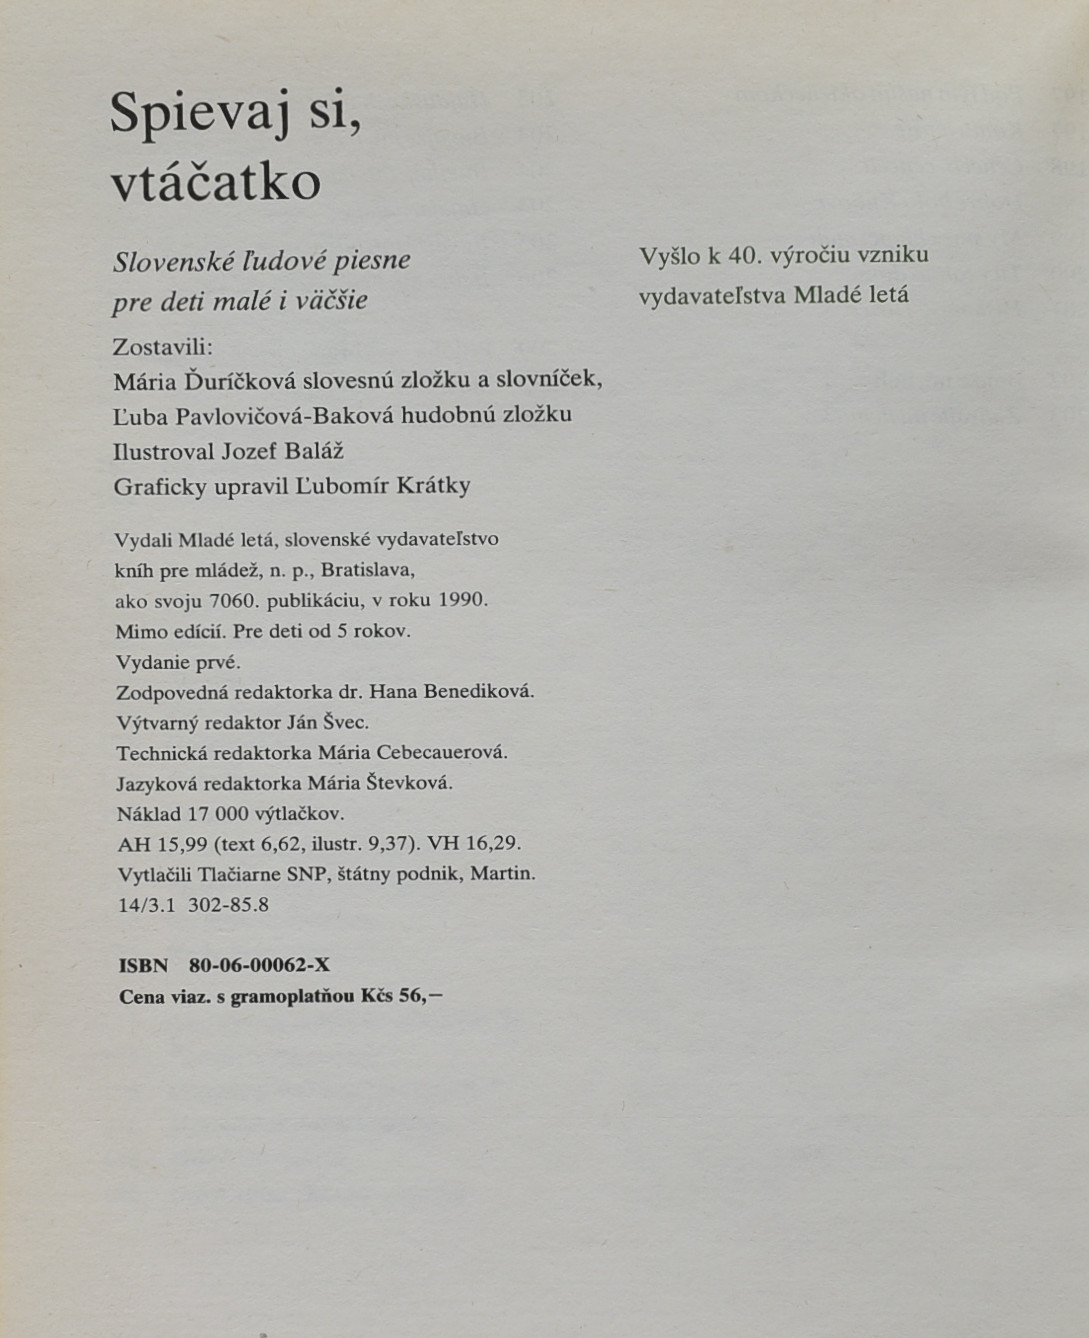 Spievaj si,
vtáčatko
Slovenské ľudové piesne
pre deti malé i väčšie
Zostavili:
Mária Ďuríčková slovesnú zložku a slovníček,
Ľuba Pavlovičová-Baková hudobnú zložku
Ilustroval Jozef Baláž
Graficky upravil Ľubomír Krátky
Vydali Mladé letá, slovenské vydavateľstvo
kníh pre mládež, n. p., Bratislava,
ako svoju 7060. publikáciu, v roku 1990.
Mimo edícií. Pre deti od 5 rokov.
Vydanie prvé.
Zodpovedná redaktorka dr. Hana Benediková.
Výtvarný redaktor Ján Švec.
Technická redaktorka Mária Cebecauerová.
Jazyková redaktorka Mária Števková.
Náklad 17 000 výtlačkov.
AH 15,99 (text 6,62, ilustr. 9,37). VH 16,29.
Vytlačili Tlačiarne SNP, štátny podnik, Martin.
14/3.1 302-85.8
ISBN 80-06-00062-X
Cena viaz. s gramoplatňou Kčs 56,—
Vyšlo k 40. výročiu vzniku
vydavateľstva Mladé letá